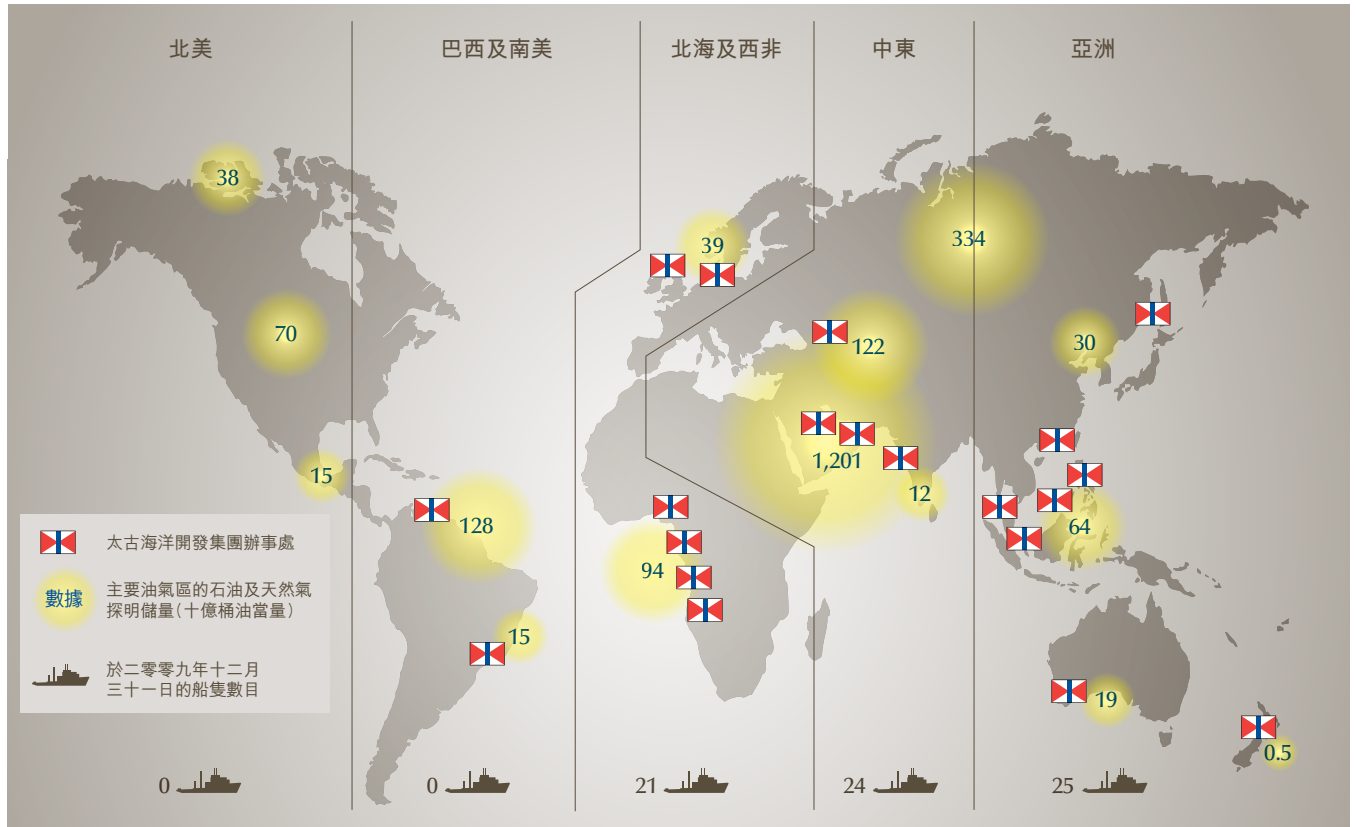 北美
巴西及南美
北海及西非
中東
亞洲
38
39
334
70
122
30
15
1,201
12
128
64
94
15
19
0.5
太古海洋開發集團辦事處
數據
主要油氣區的石油及天然氣
探明儲量(十億桶油當量)
於二零零九年十二月
三十一日的船隻數目
0
0
21
24
25